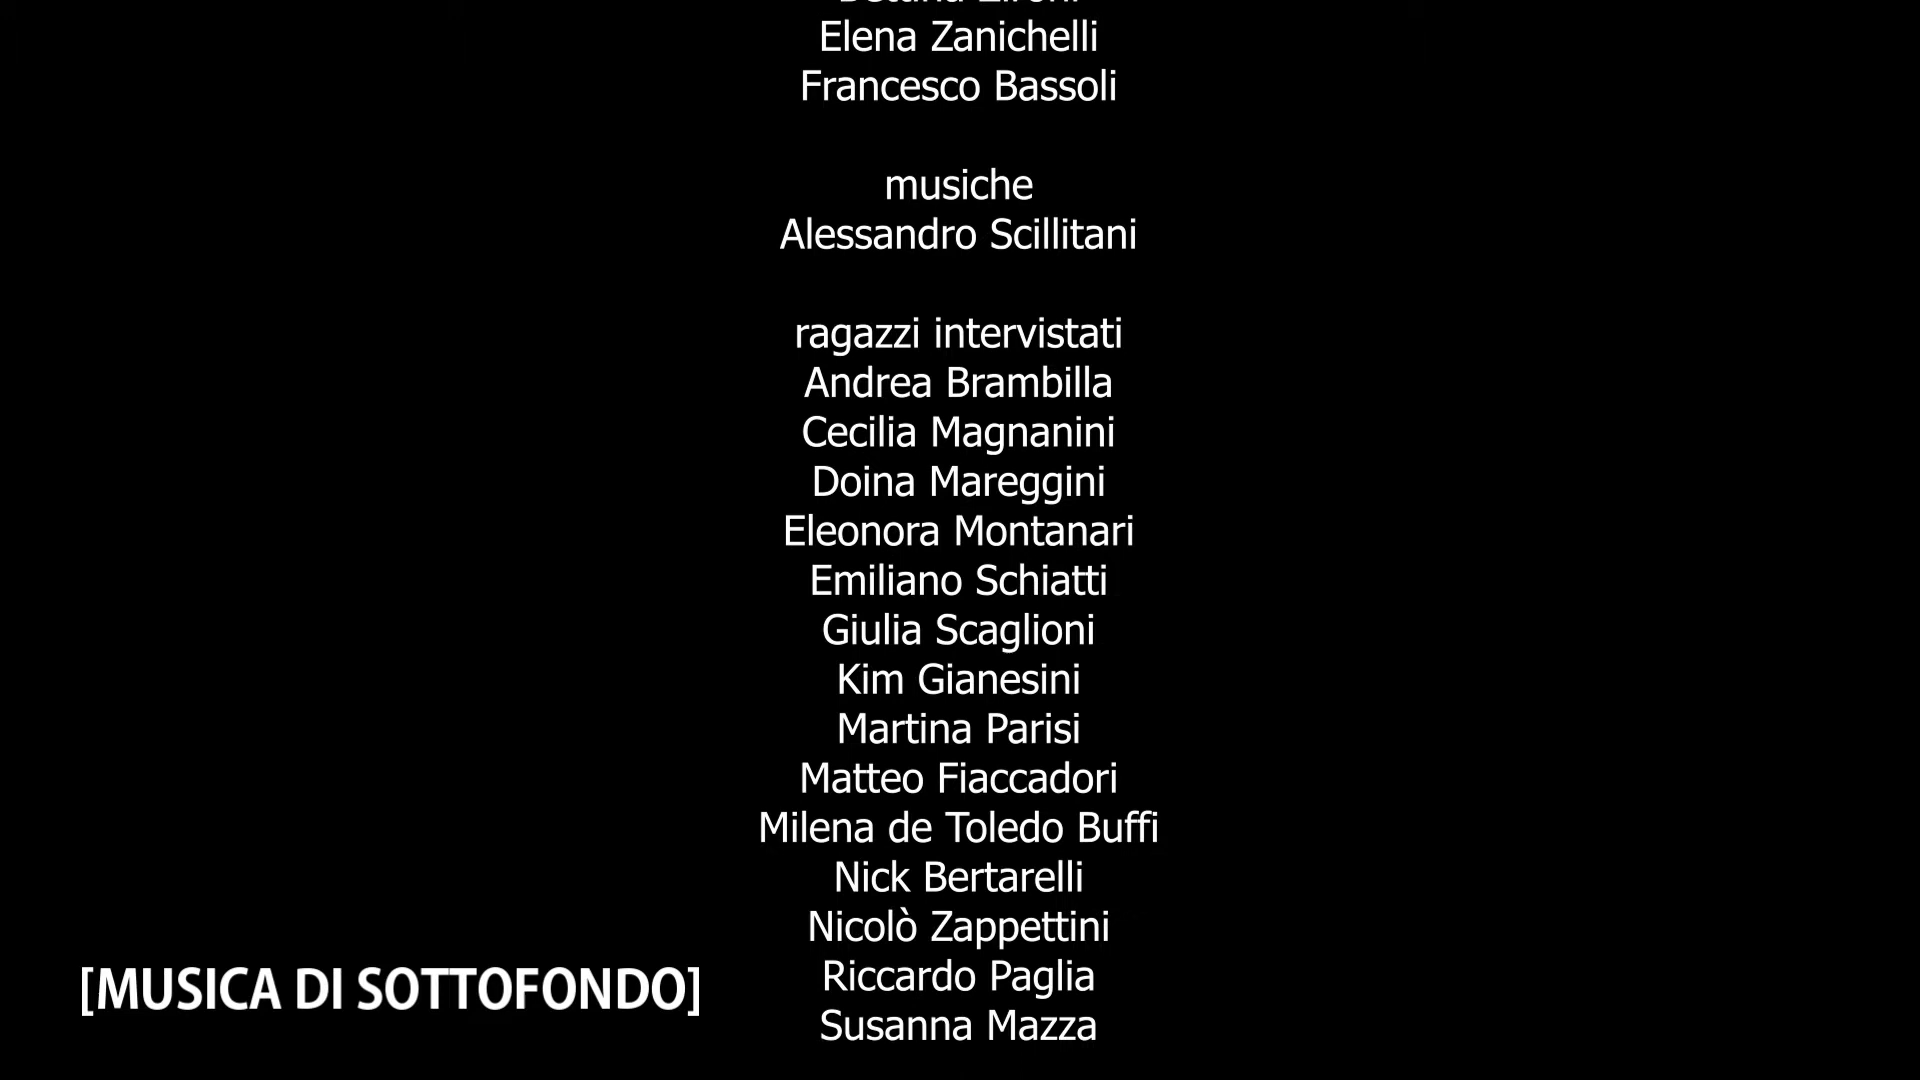 Elena Zanichelli
Francesco Bassoli
musiche
Alessandro Scillitani
ragazzi intervistati
Andrea Brambilla
Cecilia Magnanini
Doina Mareggini
Eleonora Montanari
Emiliano Schiatti
Giulia Scaglioni
Kim Gianesini
Martina Parisi
Matteo Fiaccadori
Milena de Toledo Buffi
Nick Bertarelli
Nicolò Zappettini
Riccardo Paglia
Susanna Mazza
[MUSICA DI SOTTOFONDO]